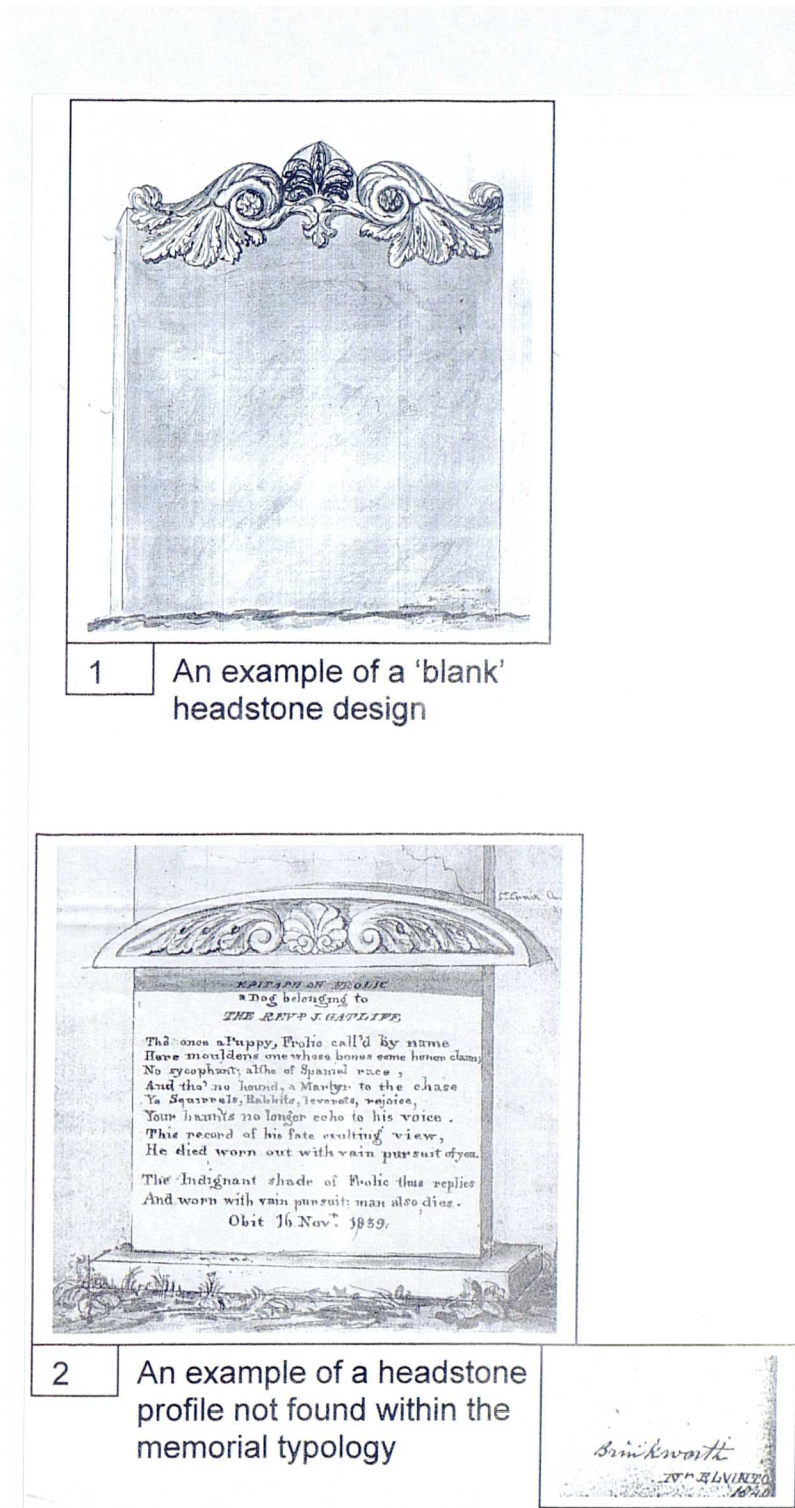 1
An example of a ‘blank’
headstone design
EPITAPH ON FROLIC
a Dog belonging to
THE REVD J. GATLIFE
Tho' once a Puppy, Frolic call'd by name
Here moulders one whose bones some honor claim;
No sycophant, altho of Spaniel race,
And tho' no hound, a Martyr to the chase
Ye Squirrels, Rabbits, leverets, rejoice,
Your haunts no longer echo to his voice.
This record of his fate exulting view,
He died worn out with vain pursuit of you.
The Indignant shade of Frolic thus replies
And worn with vain pursuit; man also dies.
Obit 16 Novr. 1839.
2
An example of a headstone
profile not found within the
memorial typology
Brinkworth
1840